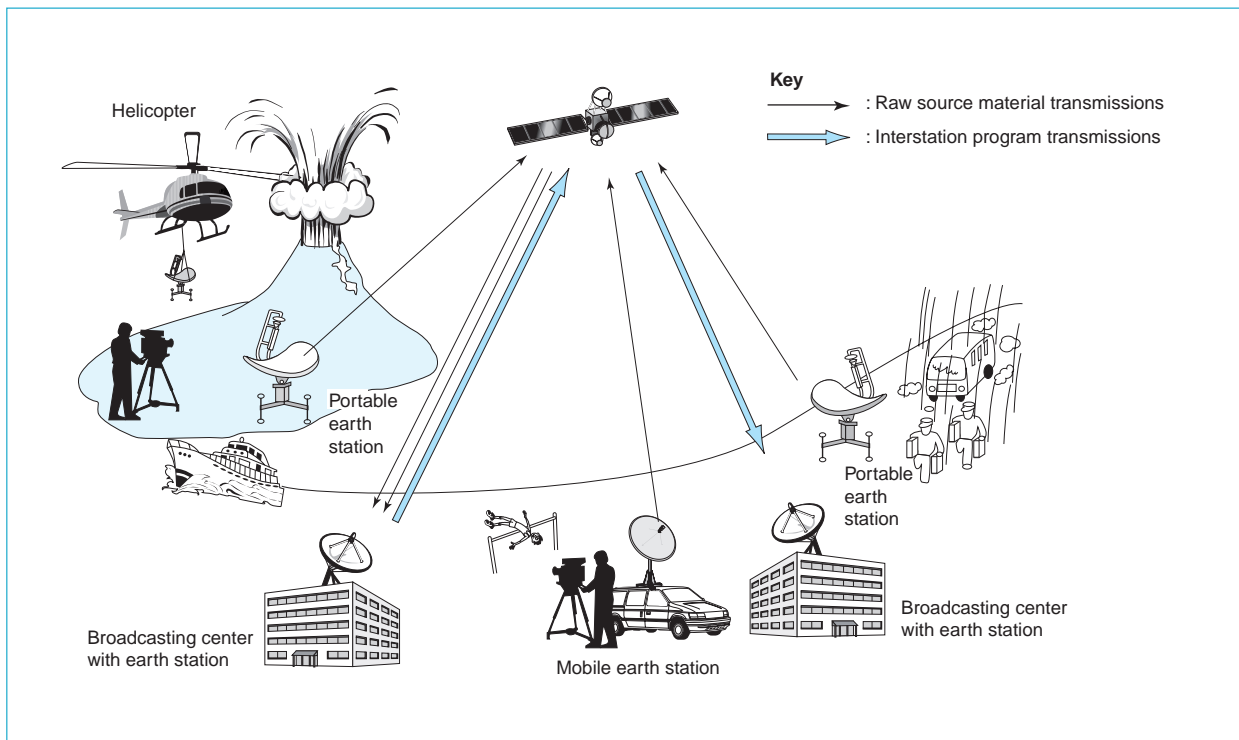 Helicopter
Key
: Raw source material transmissions
: Interstation program transmissions
Portable
earth
station
Portable
earth
station
Broadcasting center
with earth station
Mobile earth station
Broadcasting center
with earth station